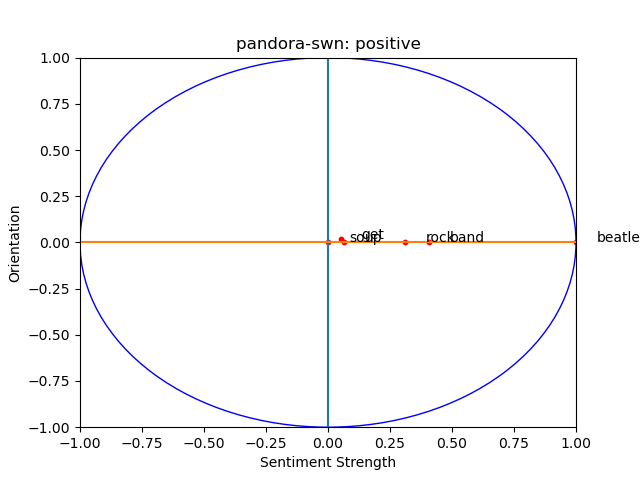 pandora-swn: positive
1.00
0.75
0.50
0.25
0.00
−0.25
−0.50
−0.75
−1.00
Orientation
get
soup
rock
band
beatle
−1.00 −0.75 −0.50 −0.25 0.00 0.25 0.50 0.75 1.00
Sentiment Strength